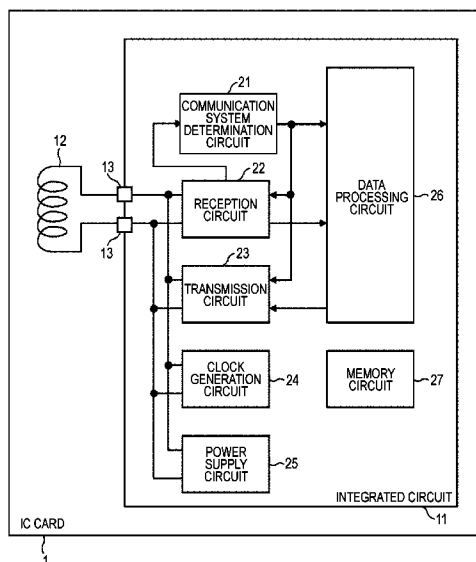 21
COMMUNICATION
SYSTEM
DETERMINATION
CIRCUIT
12
13
22
RECEPTION
CIRCUIT
DATA
PROCESSING
CIRCUIT
26
13
23
TRANSMISSION
CIRCUIT
CLOCK
GENERATION
CIRCUIT
24
MEMORY
CIRCUIT
27
POWER
SUPPLY
CIRCUIT
25
INTEGRATED CIRCUIT
IC CARD
11
1